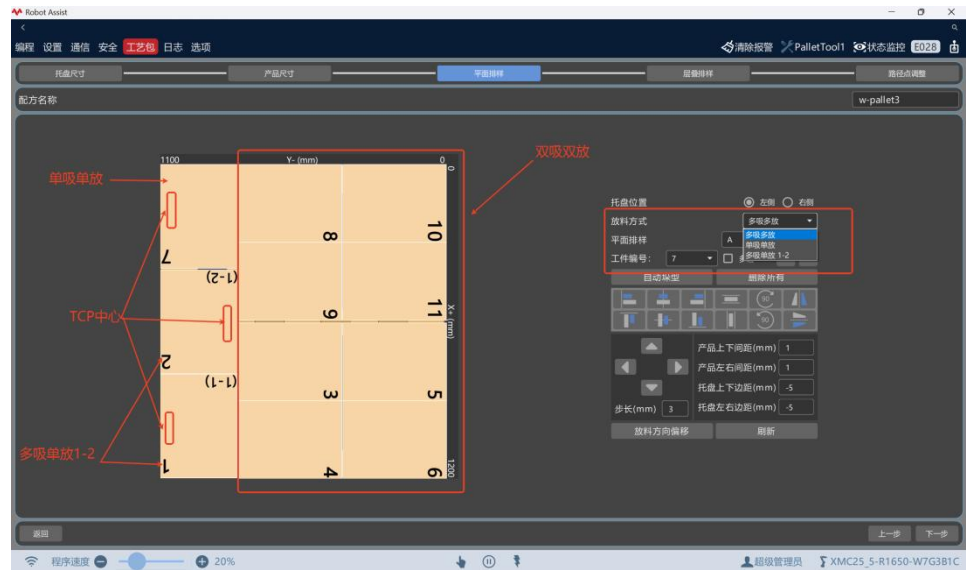 Robot Assist
编程 设置 通信 安全 工艺包 日志 选项
清除报警 PalletTool1 状态监控 E028
托盘尺寸 产品尺寸 平面排样 层叠排样 路径点调整
配方名称 w-pallet3
双吸双放
1100 Y- (mm) 0
0
单吸单放
托盘位置 左侧 右侧
放料方式 多吸多放
多吸多放
单吸单放
多吸单放 1-2
平面排样 A
工件编号: 7
自动垛型 删除所有
90 90
7 8 10
(1-2)
TCP中心
2 9 11
X+ (mm)
(1-1)
3 5
多吸单放1-2
1 4 6
1200
产品上下间距(mm) 1
产品左右间距(mm) 1
托盘上下边距(mm) -5
步长(mm) 3 托盘左右边距(mm) -5
放料方向偏移 刷新
返回 上一步 下一步
程序速度 20% 超级管理员 XMC25_5-R1650-W7G3B1C